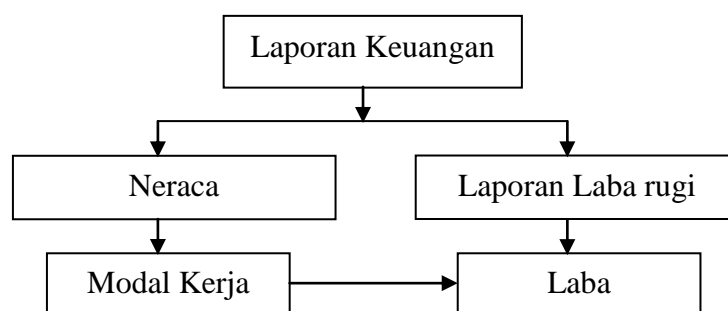 Laporan Keuangan
Neraca
Laporan Laba rugi
Modal Kerja
Laba